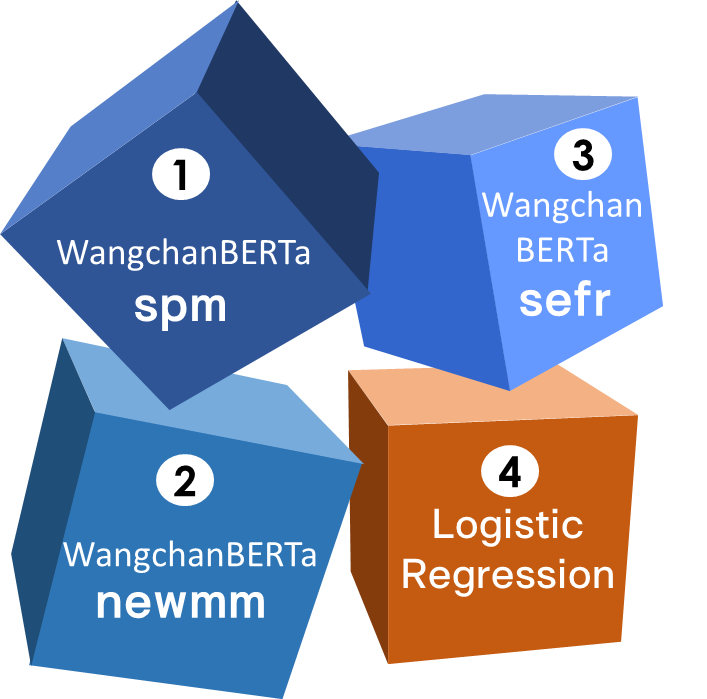 1
WangchanBERTa
spm
2
WangchanBERTa
newmm
3
Wangchan
BERTa
sefr
4
Logistic
Regression